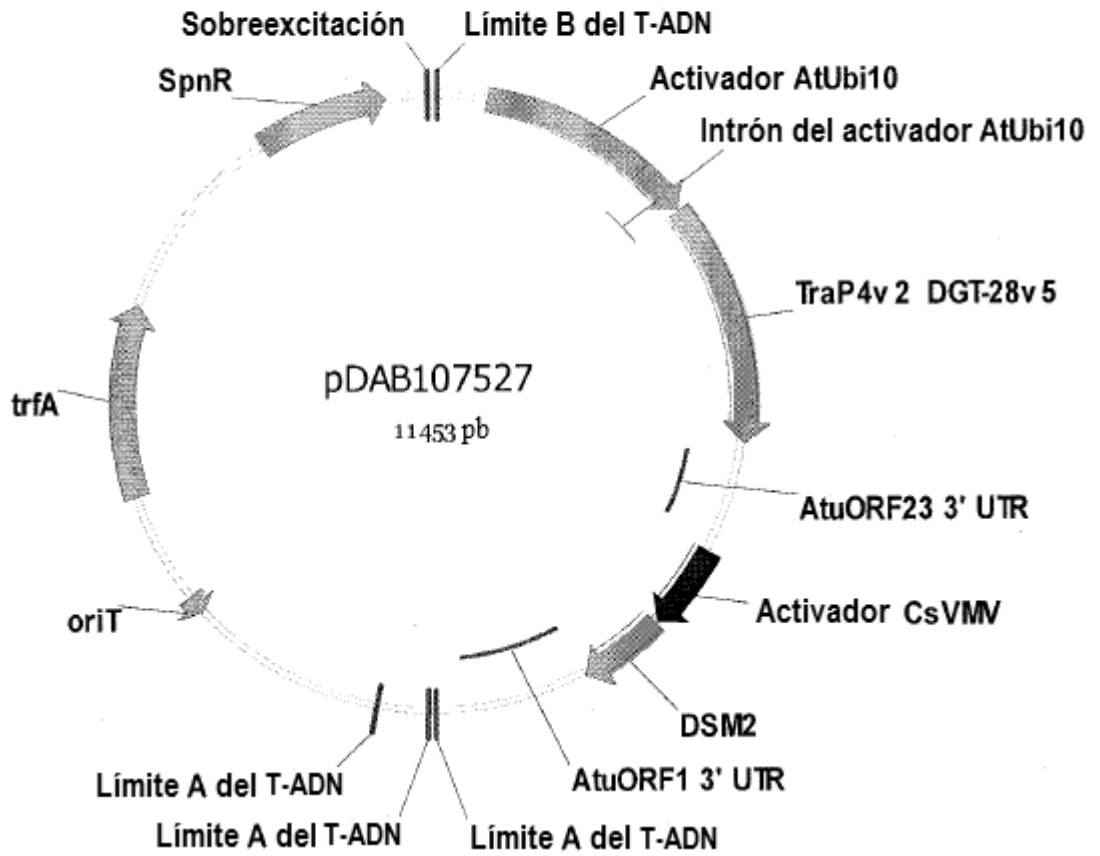 Sobreexcitación
Límite B del T-ADN
SpnR
Activador AtUbi10
Intrón del activador AtUbi10
TraP4v 2 DGT-28v 5
pDAB107527
11453 pb
trfA
AtuORF23 3' UTR
Activador CsVMV
oriT
DSM2
AtuORF1 3' UTR
Límite A del T-ADN
Límite A del T-ADN
Límite A del T-ADN